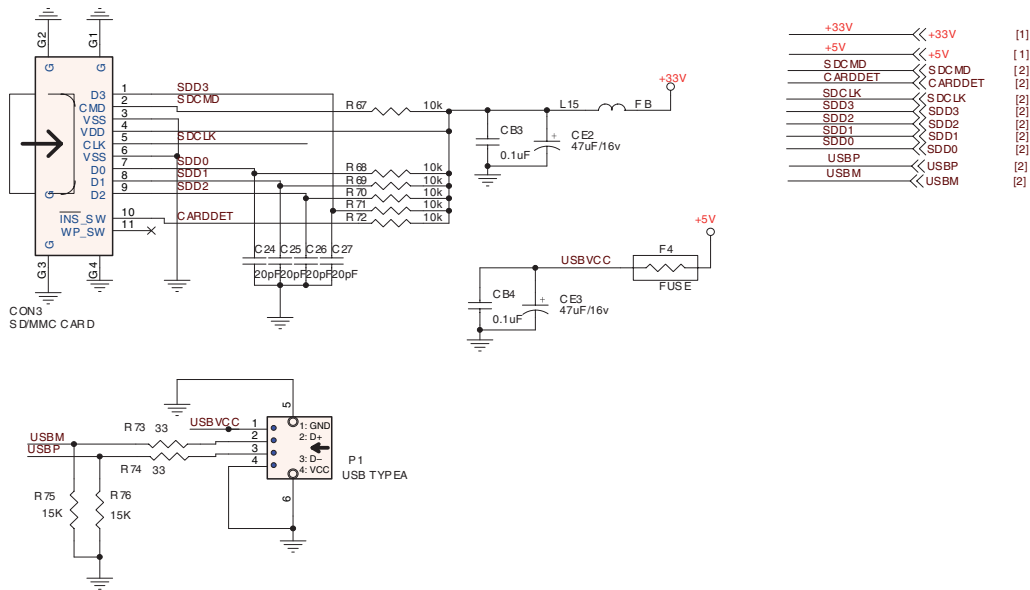 G2
G1
G
G
D3
CMD
VSS
VDD
CLK
VSS
D0
D1
D2
INS_SW
WP_SW
G
G
G3
G4
1
2
3
4
5
6
7
8
9
10
11
SDD3
SDCMD
SDCLK
SDD0
SDD1
SDD2
CARDDET
CON3
SD/MMC CARD
R67 10k
R68 10k
R69 10k
R70 10k
R71 10k
R72 10k
C24 C25 C26 C27
20pF 20pF 20pF 20pF
L15 FB
+33V
CB3
0.1uF
+
CE2
47uF/16v
+5V
F4
FUSE
USBVCC
CB4
0.1uF
+
CE3
47uF/16v
+33V +33V [1]
+5V +5V [1]
SDCMD SDCMD [2]
CARDDET CARDDET [2]
SDCLK SDCLK [2]
SDD3 SDD3 [2]
SDD2 SDD2 [2]
SDD1 SDD1 [2]
SDD0 SDD0 [2]
USBP USBP [2]
USBM USBM [2]
USBM
USBP
R73 33
R74 33
R75
15K
R76
15K
USBVCC
1
2
3
4
5
6
1: GND
2: D+
3: D−
4: VCC
P1
USB TYPEA